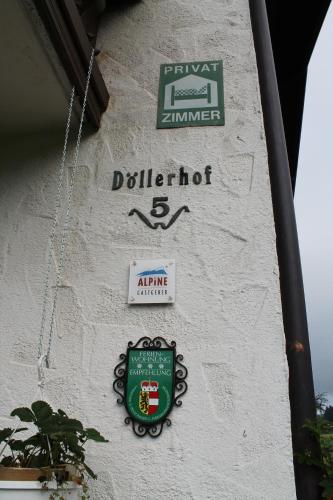 PRIVAT
ZIMMER
Döllerhof
5
ALPINE
GASTGEBER
FERIEN-
WOHNUNG
EMPFEHLUNG